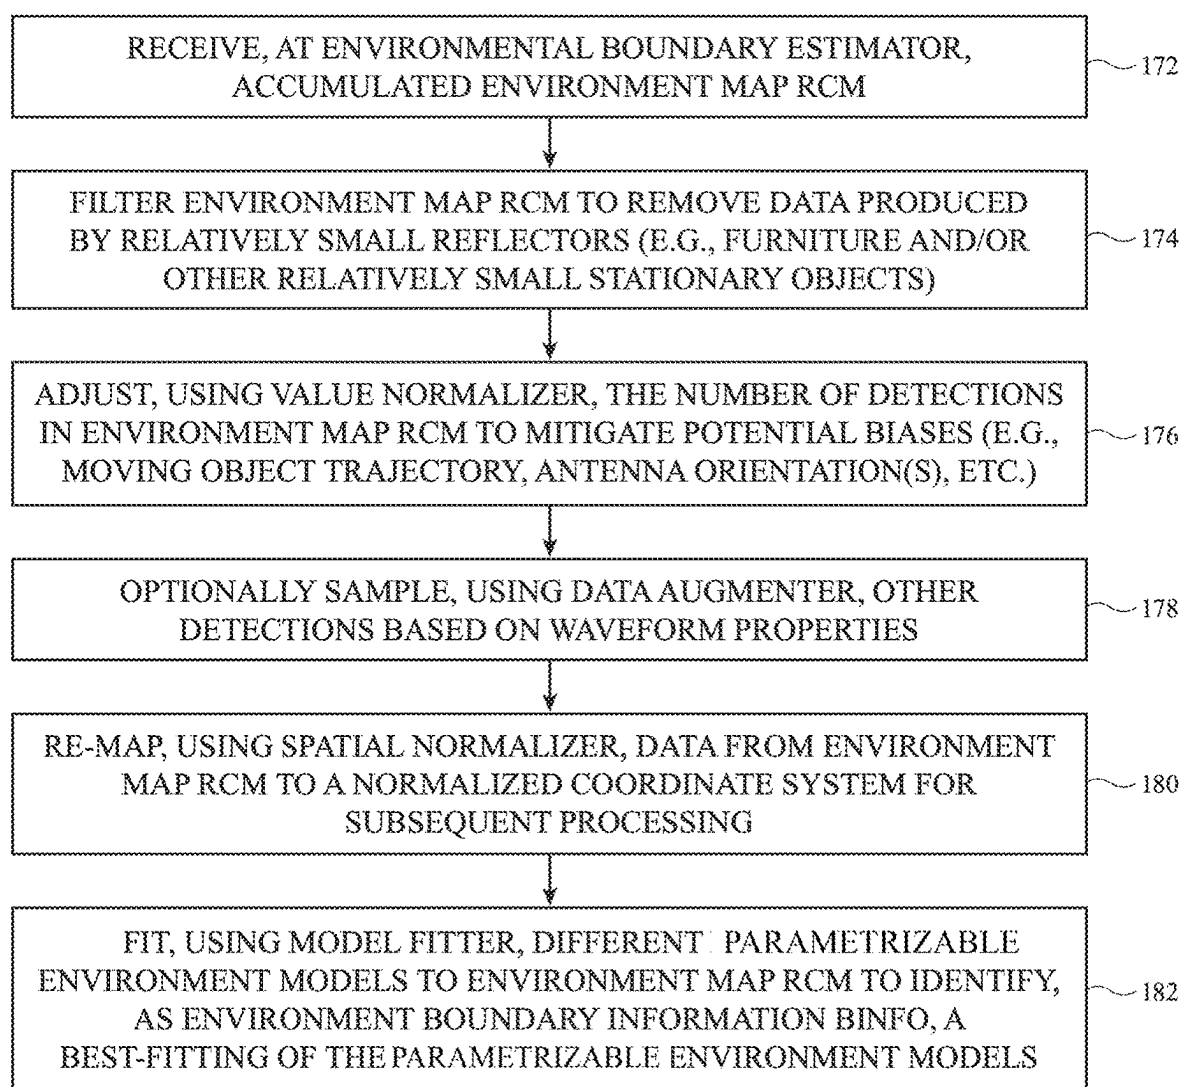 RECEIVE, AT ENVIRONMENTAL BOUNDARY ESTIMATOR,
ACCUMULATED ENVIRONMENT MAP RCM
172
FILTER ENVIRONMENT MAP RCM TO REMOVE DATA PRODUCED
BY RELATIVELY SMALL REFLECTORS (E.G., FURNITURE AND/OR
OTHER RELATIVELY SMALL STATIONARY OBJECTS)
174
ADJUST, USING VALUE NORMALIZER, THE NUMBER OF DETECTIONS
IN ENVIRONMENT MAP RCM TO MITIGATE POTENTIAL BIASES (E.G.,
MOVING OBJECT TRAJECTORY, ANTENNA ORIENTATION(S), ETC.)
176
OPTIONALLY SAMPLE, USING DATA AUGMENTER, OTHER
DETECTIONS BASED ON WAVEFORM PROPERTIES
178
RE-MAP, USING SPATIAL NORMALIZER, DATA FROM ENVIRONMENT
MAP RCM TO A NORMALIZED COORDINATE SYSTEM FOR
SUBSEQUENT PROCESSING
180
FIT, USING MODEL FITTER, DIFFERENT PARAMETRIZABLE
ENVIRONMENT MODELS TO ENVIRONMENT MAP RCM TO IDENTIFY,
AS ENVIRONMENT BOUNDARY INFORMATION BINFO, A
BEST-FITTING OF THE PARAMETRIZABLE ENVIRONMENT MODELS
182